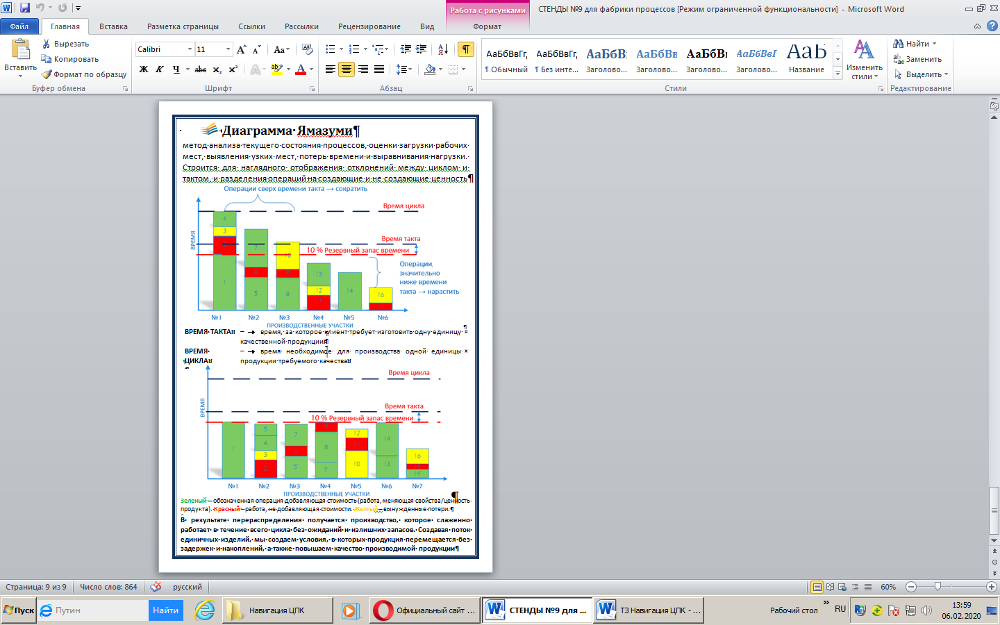 СТЕНДЫ №9 для фабрики процессов [Режим ограниченной функциональности] - Microsoft Word
Работа с рисунками
Файл Главная Вставка Разметка страницы Ссылки Рассылки Рецензирование Вид Формат
Вставить
Вырезать
Копировать
Формат по образцу
Буфер обмена
Calibri 11
Ж К Ч abc x₂ x²
Шрифт
Абзац
АаБбВвГг, АаБбВвГг, АаБбВ АаБбВв АаБбВı АаБбВвІ АаБ
¶ Обычный ¶ Без инте... Заголово... Заголово... Заголово... Заголово... Название
Стили
Изменить стили
Найти
Заменить
Выделить
Редактирование
Диаграмма Ямазуми¶
метод анализа текущего состояния процессов, оценки загрузки рабочих
мест, выявления узких мест, потерь времени и выравнивания нагрузки.
Строится для наглядного отображения отклонений между циклом и
тактом, и разделения операций на создающие и не создающие ценность¶
Операции сверх времени такта → сократить
Время цикла
Время такта
10 % Резервный запас времени
Операции,
значительно
ниже времени
такта → нарастить
ВРЕМЯ
4
3
1
7
5
10
8
13
12
14
16
№1 №2 №3 №4 №5 №6
ПРОИЗВОДСТВЕННЫЕ УЧАСТКИ
ВРЕМЯ ТАКТА¤ – время, за которое клиент требует изготовить одну единицу
качественной продукции¶
ВРЕМЯ ЦИКЛА¤ – время необходимое для производства одной единицы
продукции требуемого качества¤
Время цикла
Время такта
10 % Резервный запас времени
ВРЕМЯ
1
5
4
3
7
5
8
7
12
10
14
13
16
14
№1 №2 №3 №4 №5 №6 №7
ПРОИЗВОДСТВЕННЫЕ УЧАСТКИ
Зеленый – обозначенная операция добавляющая стоимость (работа, меняющая свойства/ценность
продукта). Красный - работа, не добавляющая стоимости. Желтый – вынужденные потери.¶
В результате перераспределения получается производство, которое слаженно
работает в течение всего цикла без ожиданий и излишних запасов. Создавая поток
единичных изделий, мы создаем условия, в которых продукция перемещается без
задержек и накоплений, а также повышаем качество производимой продукции¶
Страница: 9 из 9 Число слов: 864 русский 60%
Пуск Путин Найти Навигация ЦПК Официальный сайт ... СТЕНДЫ №9 для ... ТЗ Навигация ЦПК - ... Рабочий стол » RU 13:59
06.02.2020